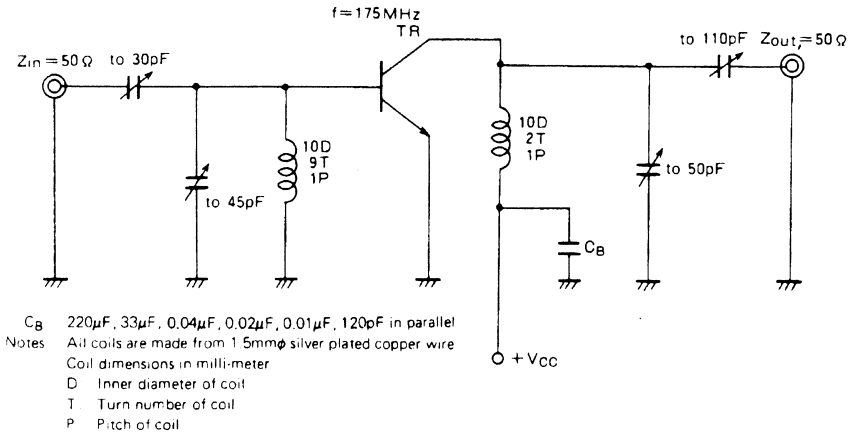 f=175MHz
TR
Zin=50Ω
to 30pF
to 110pF
Zout,=50Ω
10D
9T
1P
10D
2T
1P
to 45pF
to 50pF
CB
+VCC
CB 220μF, 33μF, 0.04μF, 0.02μF, 0.01μF, 120pF in parallel
Notes All coils are made from 1.5mmφ silver plated copper wire
Coil dimensions in milli-meter
D Inner diameter of coil
T. Turn number of coil
P Pitch of coil